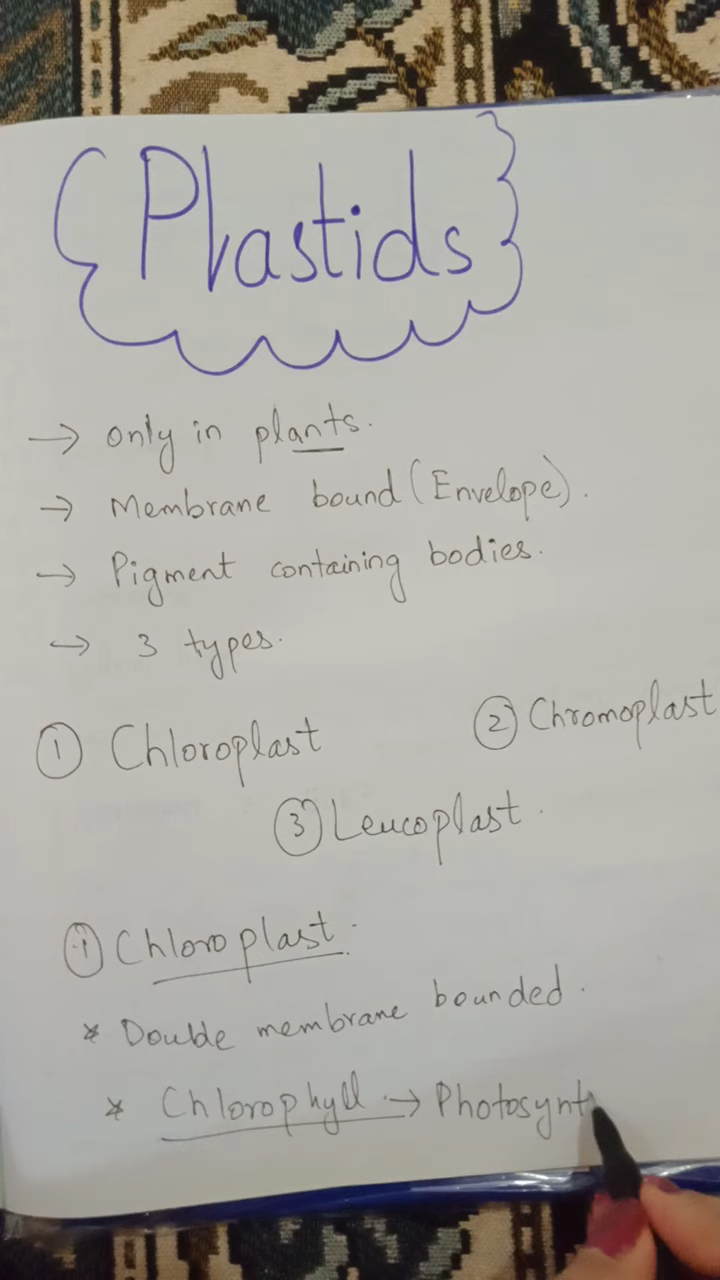 Plastids
→ Only in plants.
→ Membrane bound (Envelope).
→ Pigment containing bodies.
→ 3 types.
① Chloroplast ② Chromoplast
③ Leucoplast.
① Chloroplast.
* Double membrane bounded.
* Chlorophyll → Photosynt